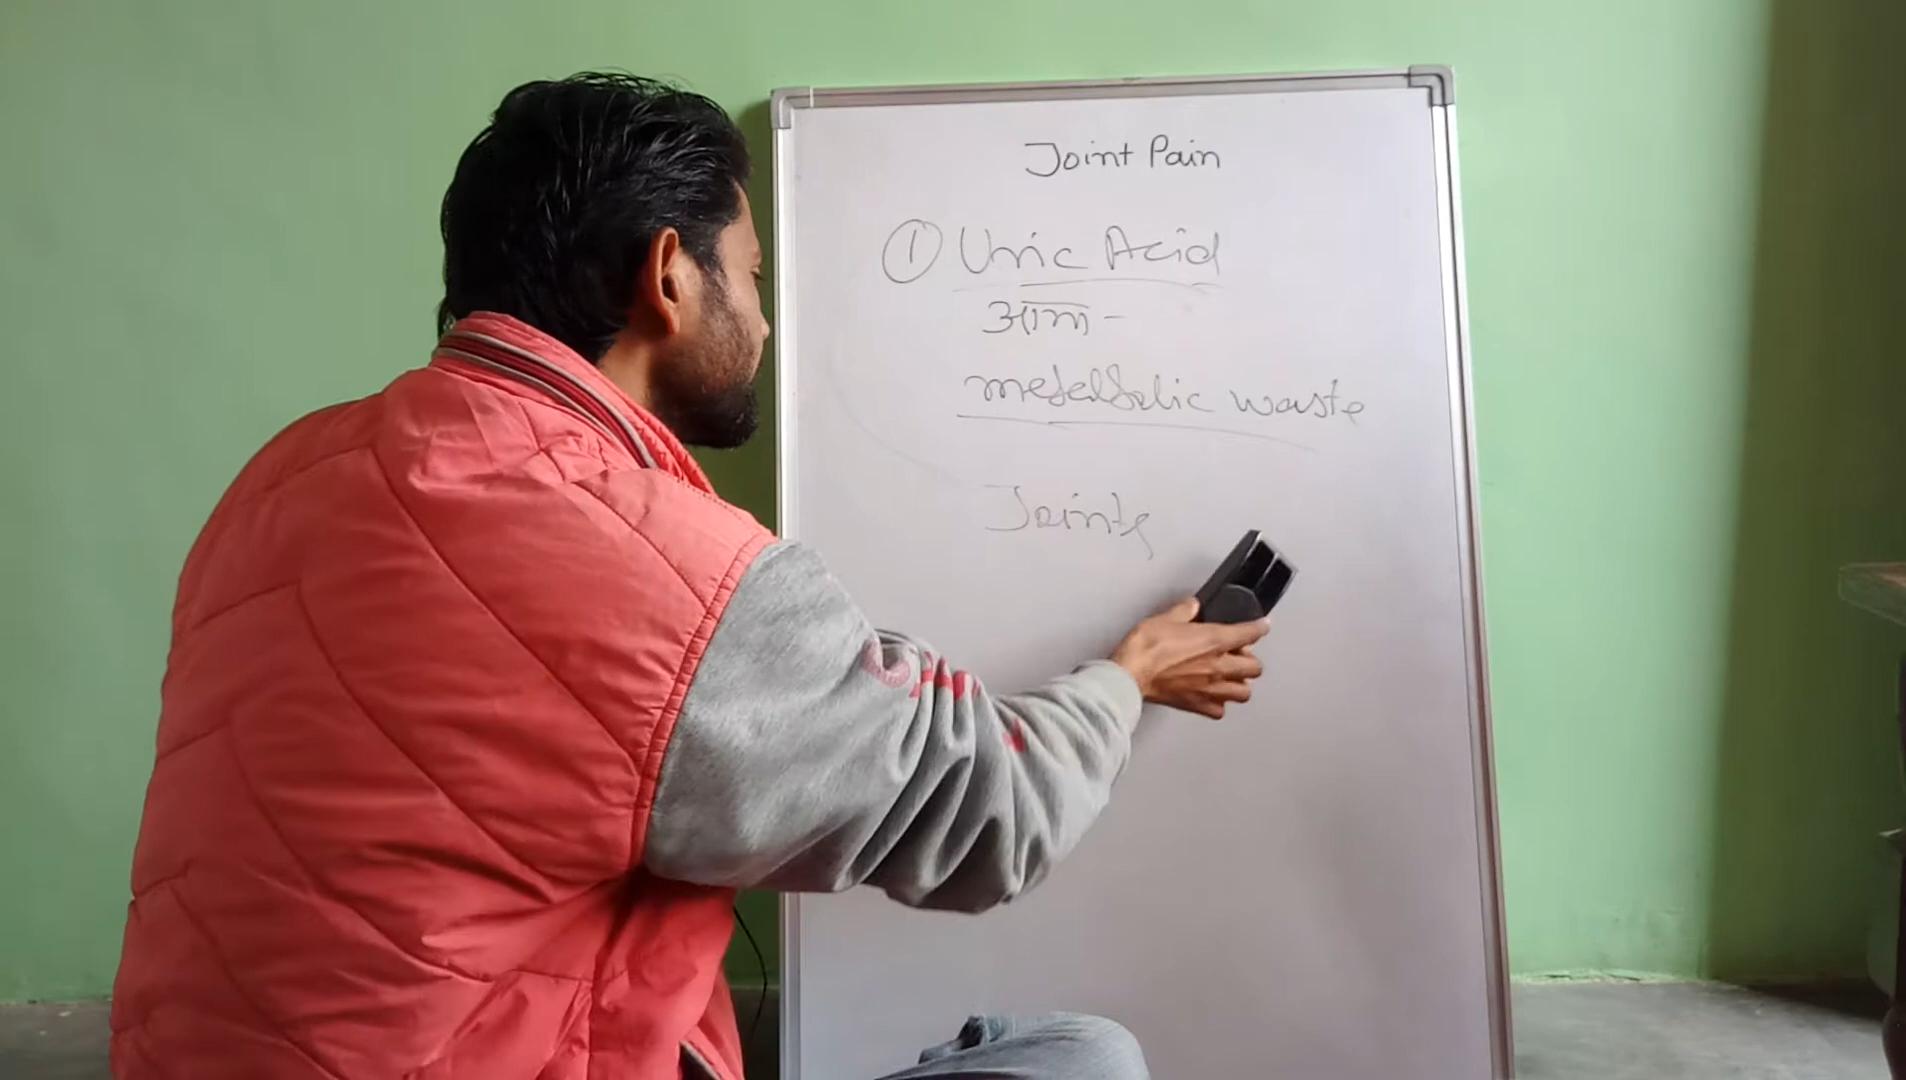 Joint Pain
① Uric Acid
आम -
metabolic waste
Joints